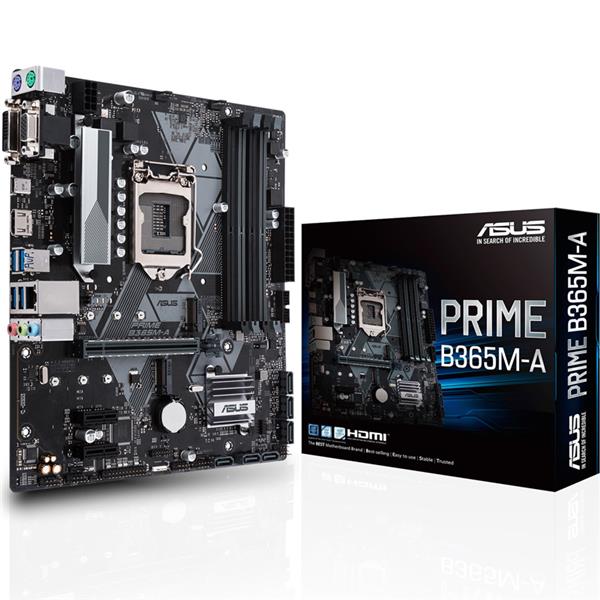 ASUS
PRIME
B365M-A
ASUS
ASUS
IN SEARCH OF INCREDIBLE
PRIME
B365M-A
HDMI
The BEST Motherboard Brand | Best-selling | Easy to use | Stable | Trusted
PRIME B365M-A
ASUS
IN SEARCH OF INCREDIBLE